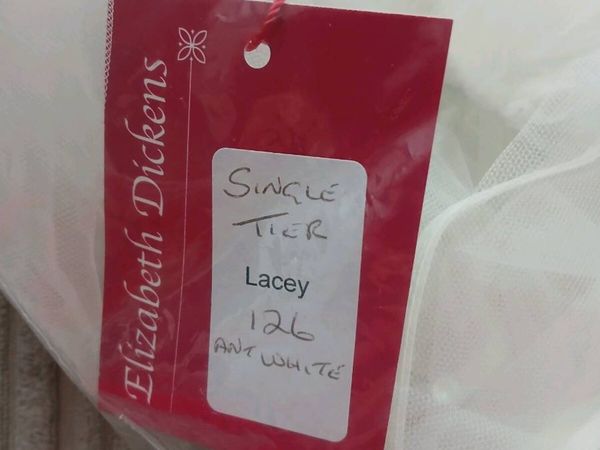 Elizabeth Dickens
SINGLE
TIER
Lacey
126
ANT WHITE